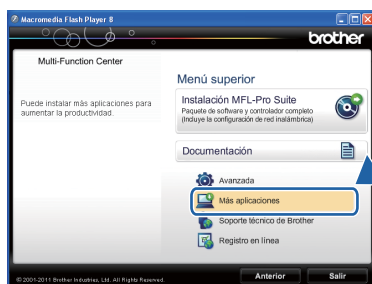 Macromedia Flash Player 8
brother
Multi-Function Center
Puede instalar más aplicaciones para
aumentar la productividad.
Menú superior
Instalación MFL-Pro Suite
Paquete de software y controlador completo
(Incluye la configuración de red inalámbrica)
Documentación
Avanzada
Más aplicaciones
Soporte técnico de Brother
Registro en línea
© 2001-2011 Brother Industries, Ltd. All Rights Reserved.
Anterior
Salir